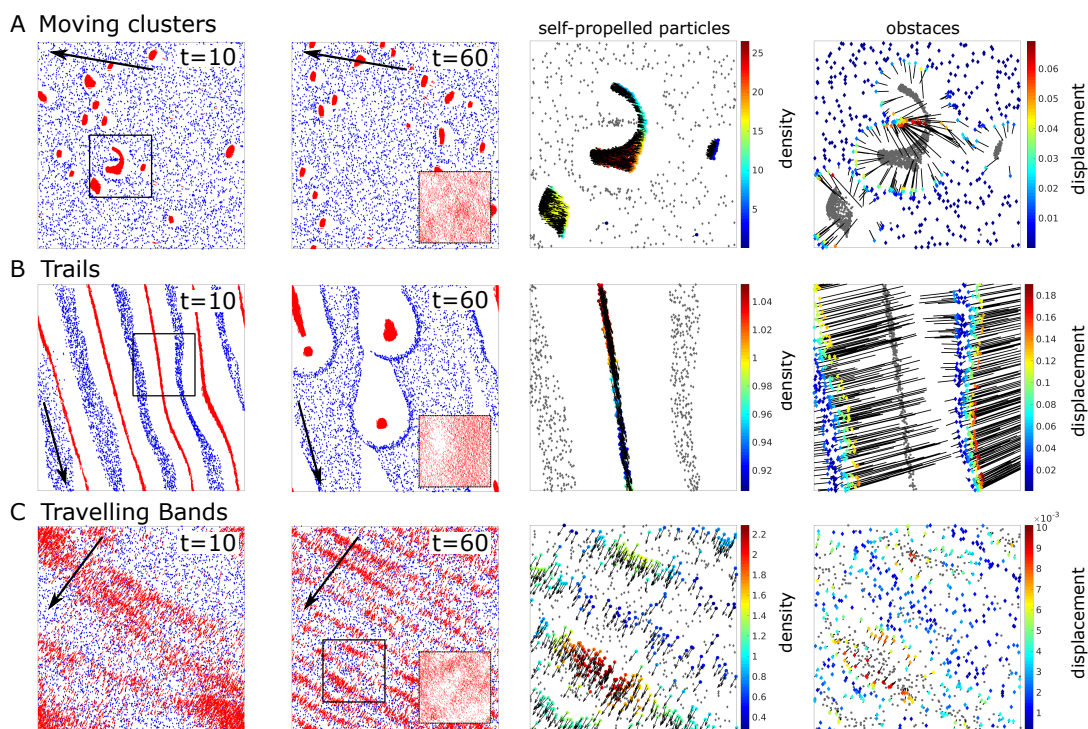 A Moving clusters
self-propelled particles
obstaces
t=10
t=60
25
20
15
10
5
density
0.06
0.05
0.04
0.03
0.02
0.01
displacement
B Trails
t=10
t=60
1.04
1.02
1
0.98
0.96
0.94
0.92
density
0.18
0.16
0.14
0.12
0.1
0.08
0.06
0.04
0.02
displacement
C Travelling Bands
t=10
t=60
2.2
2
1.8
1.6
1.4
1.2
1
0.8
0.6
0.4
density
×10⁻³
10
9
8
7
6
5
4
3
2
1
displacement